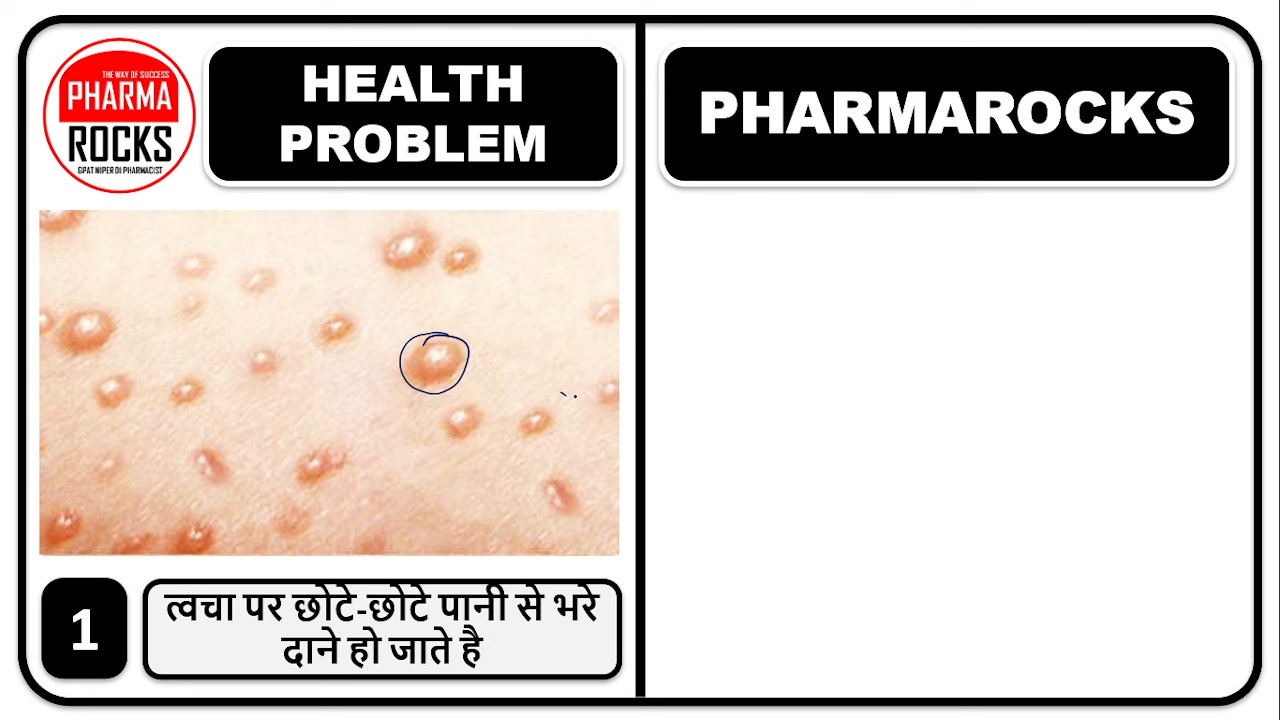 THE WAY OF SUCCESS
PHARMA
ROCKS
GPAT NIPER DI PHARMACIST
HEALTH
PROBLEM
PHARMAROCKS
1
त्वचा पर छोटे-छोटे पानी से भरे
दाने हो जाते है